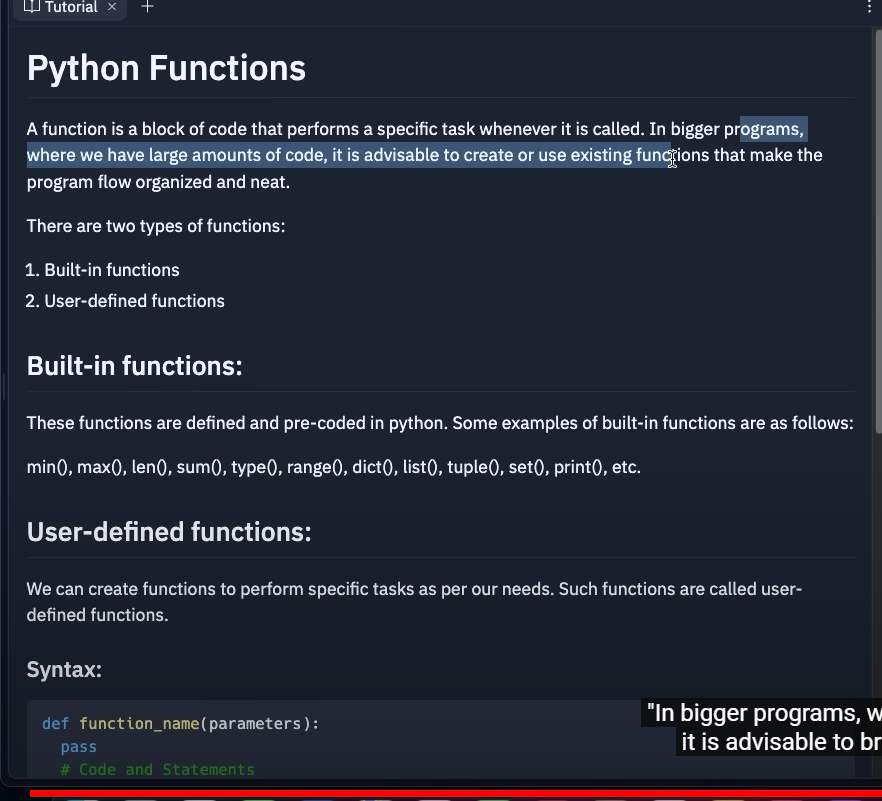 Tutorial
Python Functions
A function is a block of code that performs a specific task whenever it is called. In bigger programs,
where we have large amounts of code, it is advisable to create or use existing functions that make the
program flow organized and neat.
There are two types of functions:
1. Built-in functions
2. User-defined functions
Built-in functions:
These functions are defined and pre-coded in python. Some examples of built-in functions are as follows:
min(), max(), len(), sum(), type(), range(), dict(), list(), tuple(), set(), print(), etc.
User-defined functions:
We can create functions to perform specific tasks as per our needs. Such functions are called user-
defined functions.
Syntax:
def function_name(parameters):
  pass
  # Code and Statements
"In bigger programs, w
it is advisable to br